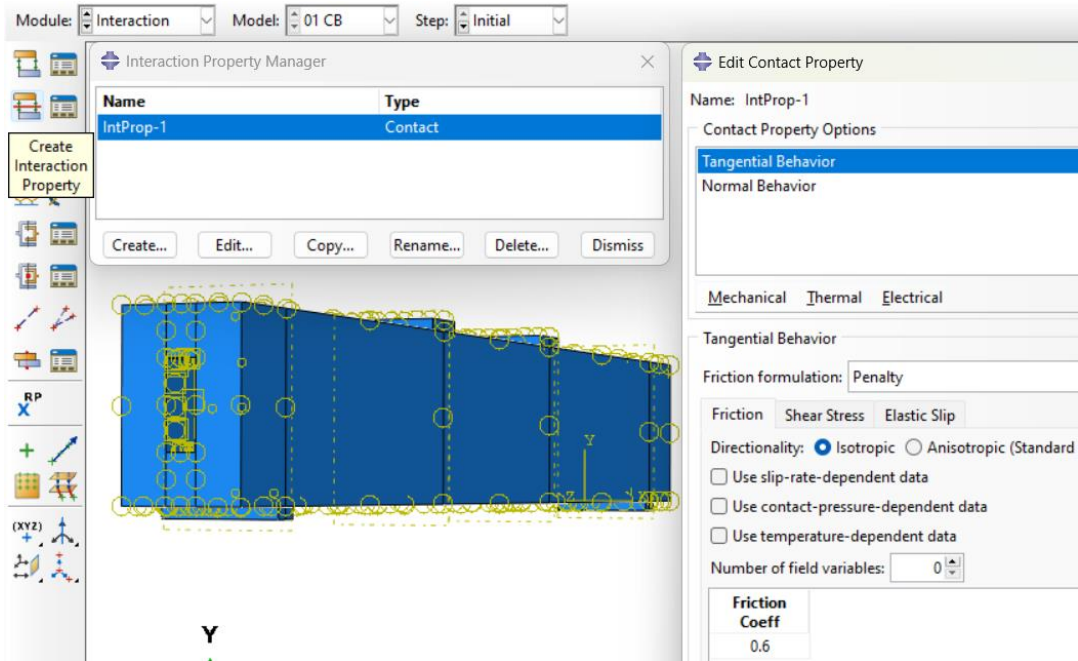 Module: Interaction Model: 01 CB Step: Initial
Interaction Property Manager
Name Type
IntProp-1 Contact
Create... Edit... Copy... Rename... Delete... Dismiss
Create
Interaction
Property
RP
(XYZ)
Y
Y
Edit Contact Property
Name: IntProp-1
Contact Property Options
Tangential Behavior
Normal Behavior
Mechanical Thermal Electrical
Tangential Behavior
Friction formulation: Penalty
Friction Shear Stress Elastic Slip
Directionality: Isotropic Anisotropic (Standard
Use slip-rate-dependent data
Use contact-pressure-dependent data
Use temperature-dependent data
Number of field variables: 0
Friction
Coeff
0.6